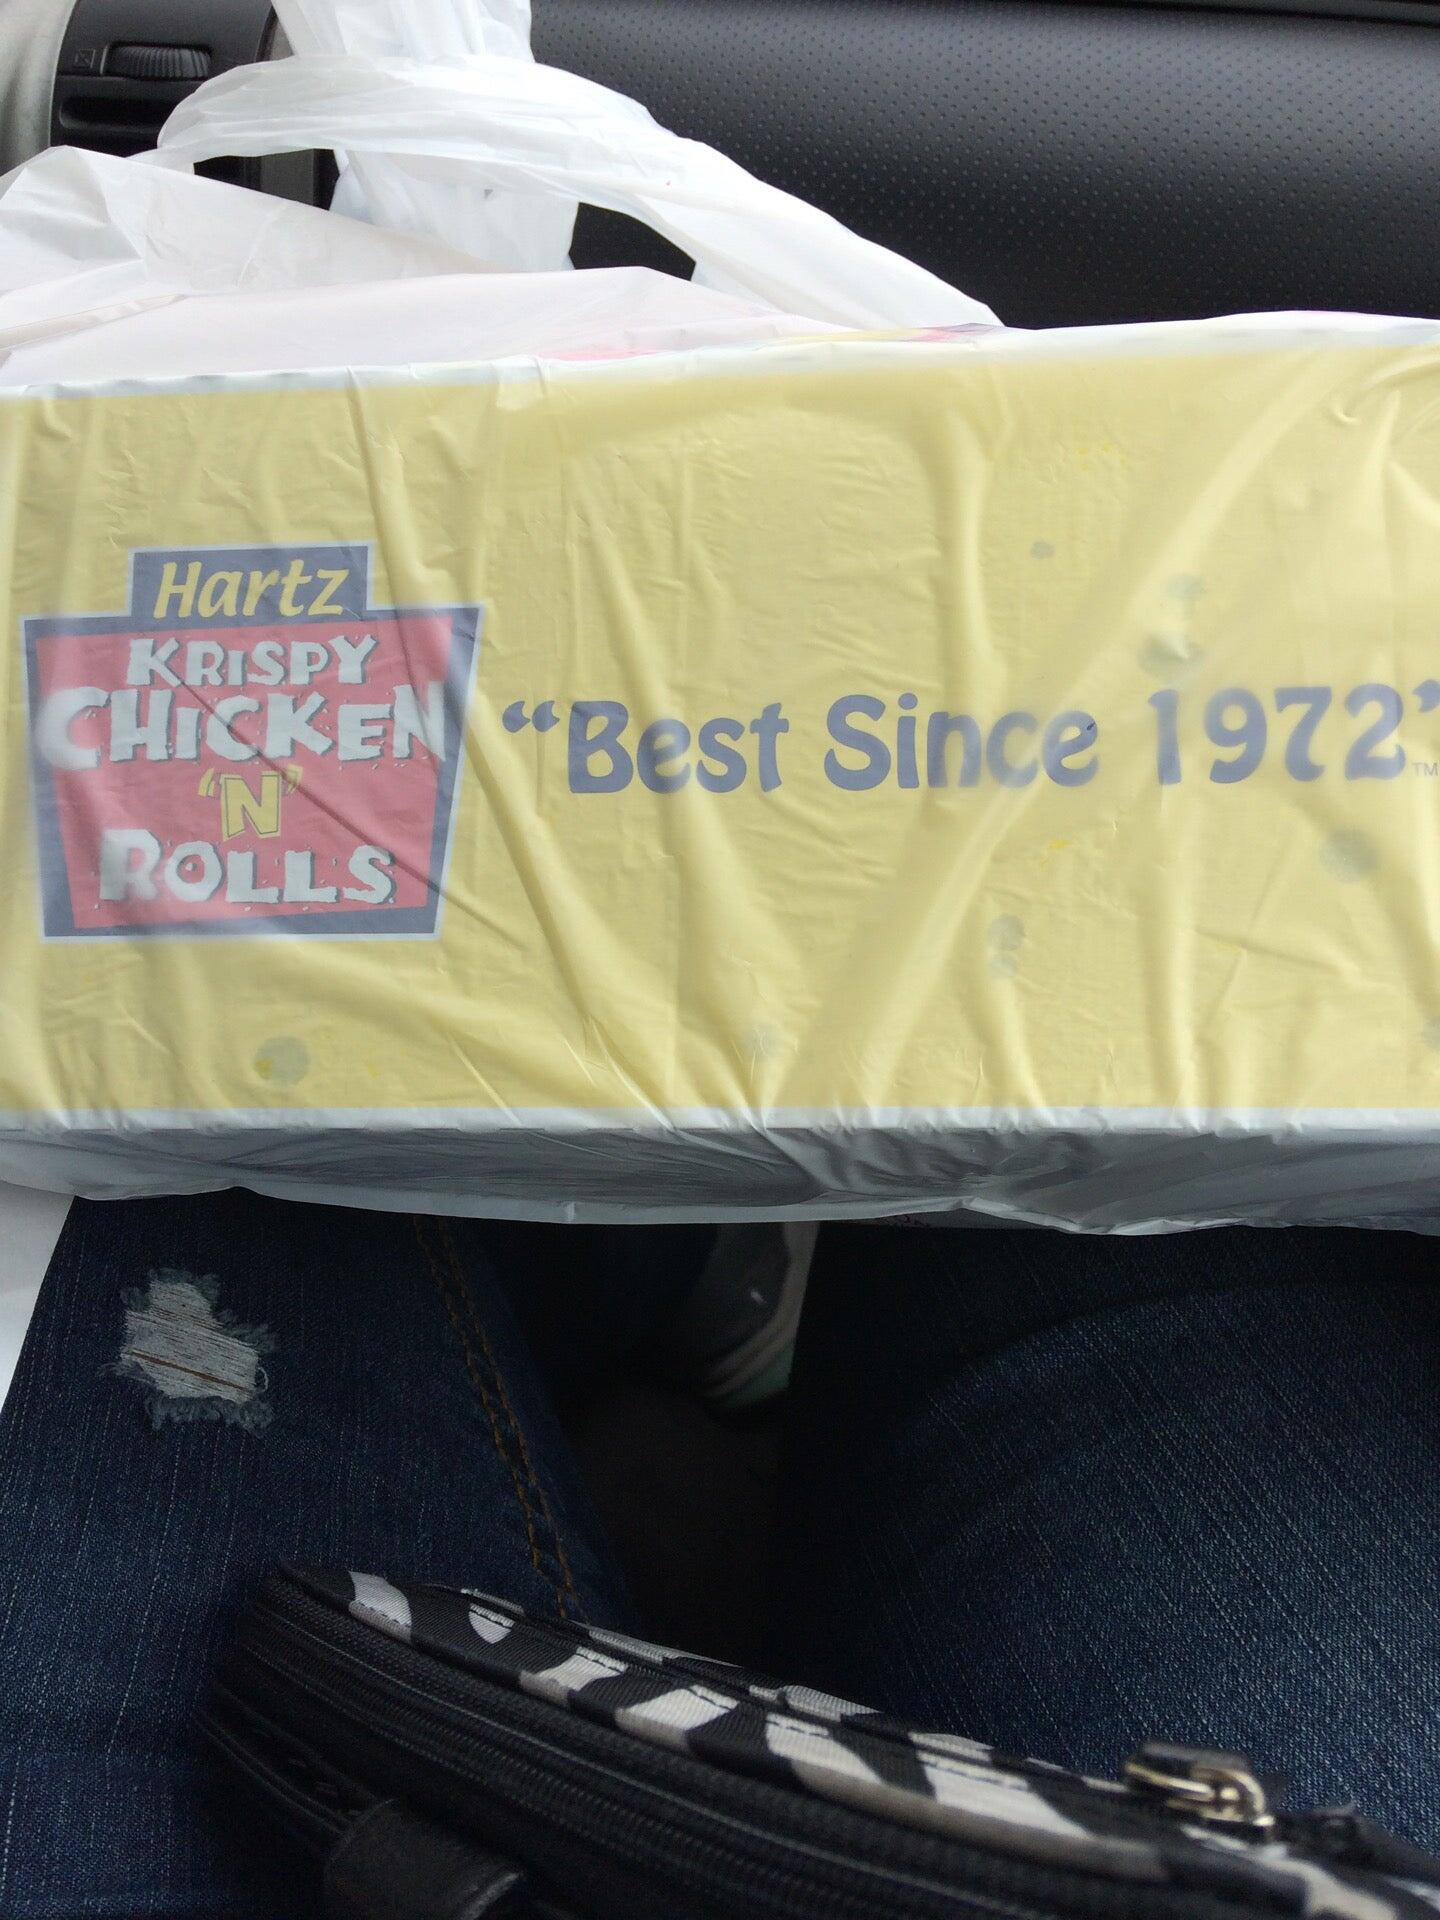 Hartz
KRISPY
CHICKEN
"N"
ROLLS
"Best Since 1972"™